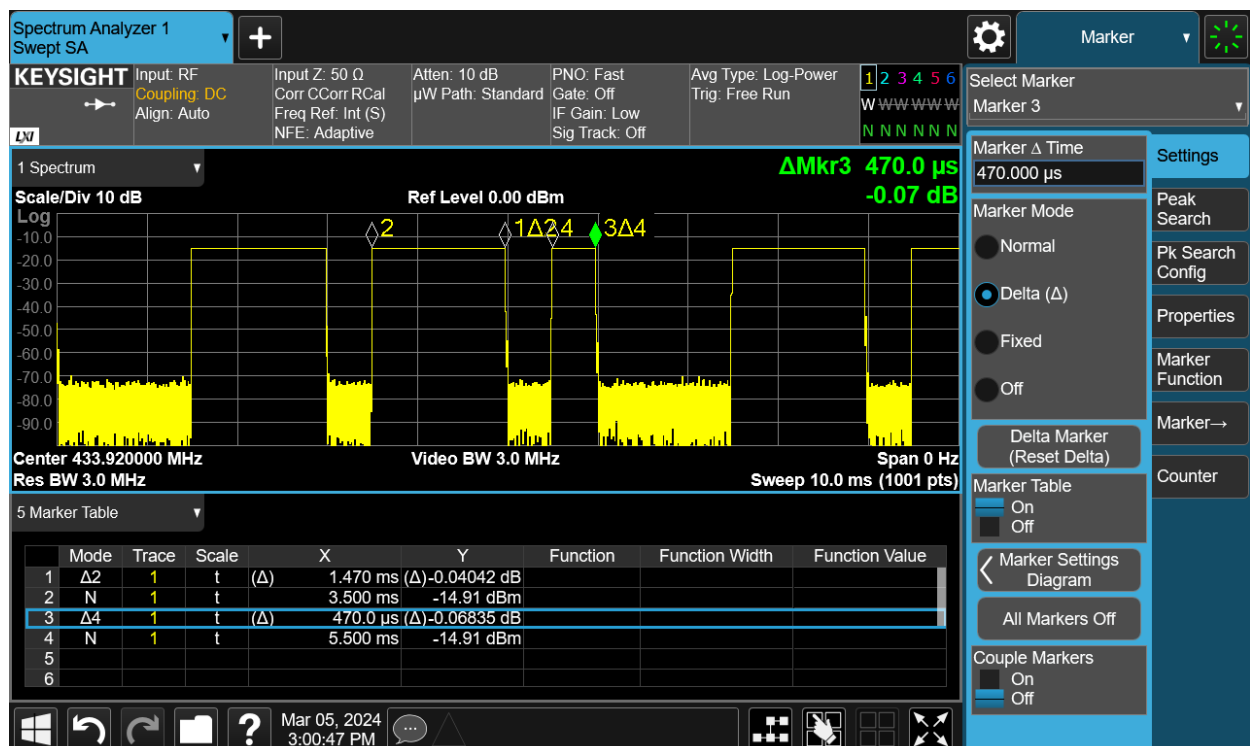 Spectrum Analyzer 1
Swept SA
Marker
KEYSIGHT
LXI
Input: RF
Coupling: DC
Align: Auto
Input Z: 50 Ω
Corr CCorr RCal
Freq Ref: Int (S)
NFE: Adaptive
Atten: 10 dB
µW Path: Standard
PNO: Fast
Gate: Off
IF Gain: Low
Sig Track: Off
Avg Type: Log-Power
Trig: Free Run
1 2 3 4 5 6
W W W W W W
N N N N N N
1 Spectrum
ΔMkr3 470.0 µs
-0.07 dB
Scale/Div 10 dB
Ref Level 0.00 dBm
Log
-10.0
-20.0
-30.0
-40.0
-50.0
-60.0
-70.0
-80.0
-90.0
2
1Δ2
4
3Δ4
Center 433.920000 MHz
Video BW 3.0 MHz
Span 0 Hz
Res BW 3.0 MHz
Sweep 10.0 ms (1001 pts)
5 Marker Table
Mode Trace Scale X Y Function Function Width Function Value
1 Δ2 1 t (Δ) 1.470 ms (Δ)-0.04042 dB
2 N 1 t 3.500 ms -14.91 dBm
3 Δ4 1 t (Δ) 470.0 µs (Δ)-0.06835 dB
4 N 1 t 5.500 ms -14.91 dBm
5
6
Mar 05, 2024
3:00:47 PM
Select Marker
Marker 3
Marker Δ Time
470.000 µs
Marker Mode
Normal
Delta (Δ)
Fixed
Off
Delta Marker
(Reset Delta)
Marker Table
On
Off
Marker Settings
Diagram
All Markers Off
Couple Markers
On
Off
Settings
Peak
Search
Pk Search
Config
Properties
Marker
Function
Marker→
Counter